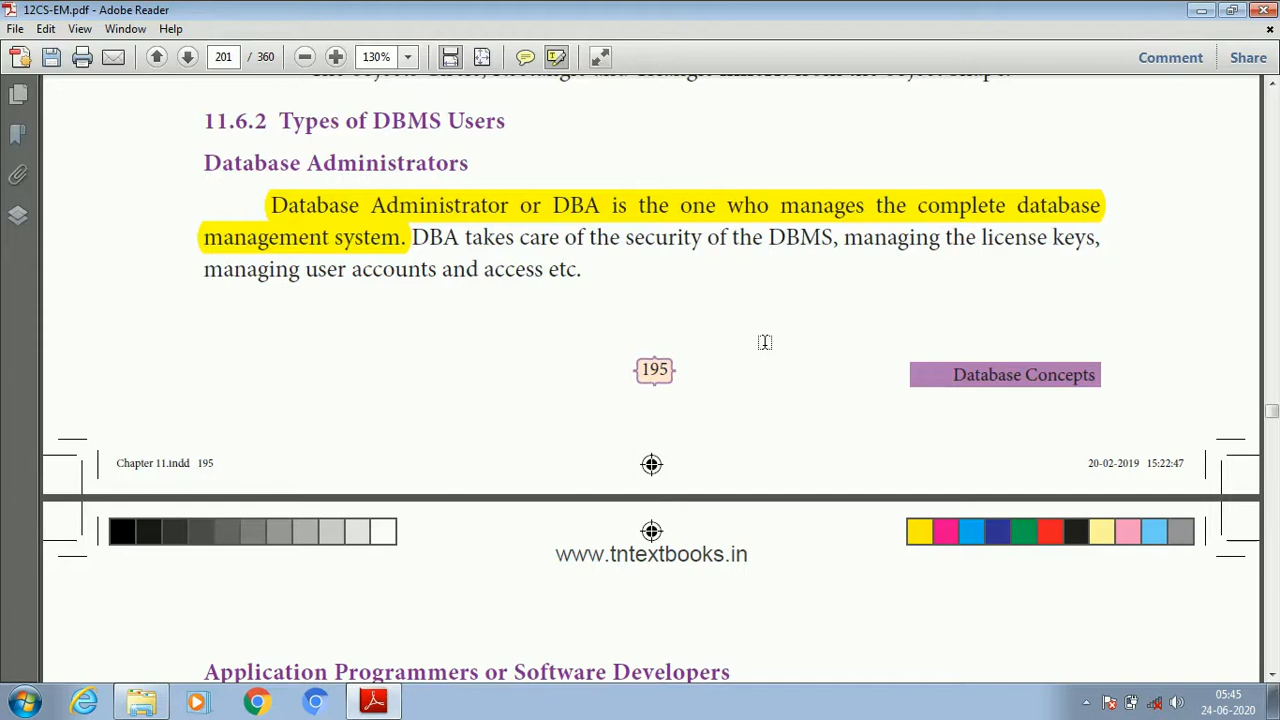 12CS-EM.pdf - Adobe Reader
File Edit View Window Help
201 / 360 130% Comment Share
11.6.2 Types of DBMS Users
Database Administrators
Database Administrator or DBA is the one who manages the complete database
management system. DBA takes care of the security of the DBMS, managing the license keys,
managing user accounts and access etc.
195
Database Concepts
Chapter 11.indd 195 20-02-2019 15:22:47
www.tntextbooks.in
Application Programmers or Software Developers
05:45
24-06-2020